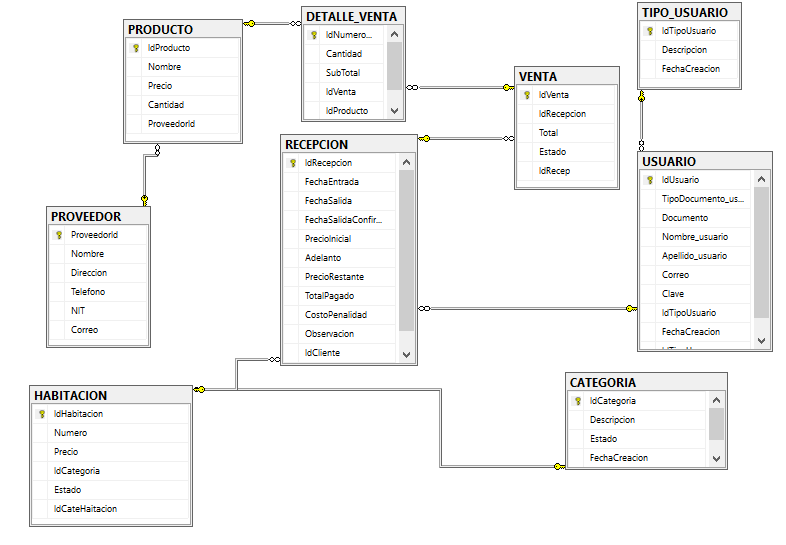 PRODUCTO
IdProducto
Nombre
Precio
Cantidad
ProveedorId
DETALLE_VENTA
IdNumero...
Cantidad
SubTotal
IdVenta
IdProducto
VENTA
IdVenta
IdRecepcion
Total
Estado
IdRecep
TIPO_USUARIO
IdTipoUsuario
Descripcion
FechaCreacion
RECEPCION
IdRecepcion
FechaEntrada
FechaSalida
FechaSalidaConfir...
PrecioInicial
Adelanto
PrecioRestante
TotalPagado
CostoPenalidad
Observacion
IdCliente
USUARIO
IdUsuario
TipoDocumento_us...
Documento
Nombre_usuario
Apellido_usuario
Correo
Clave
IdTipoUsuario
FechaCreacion
PROVEEDOR
ProveedorId
Nombre
Direccion
Telefono
NIT
Correo
HABITACION
IdHabitacion
Numero
Precio
IdCategoria
Estado
IdCateHaitacion
CATEGORIA
IdCategoria
Descripcion
Estado
FechaCreacion